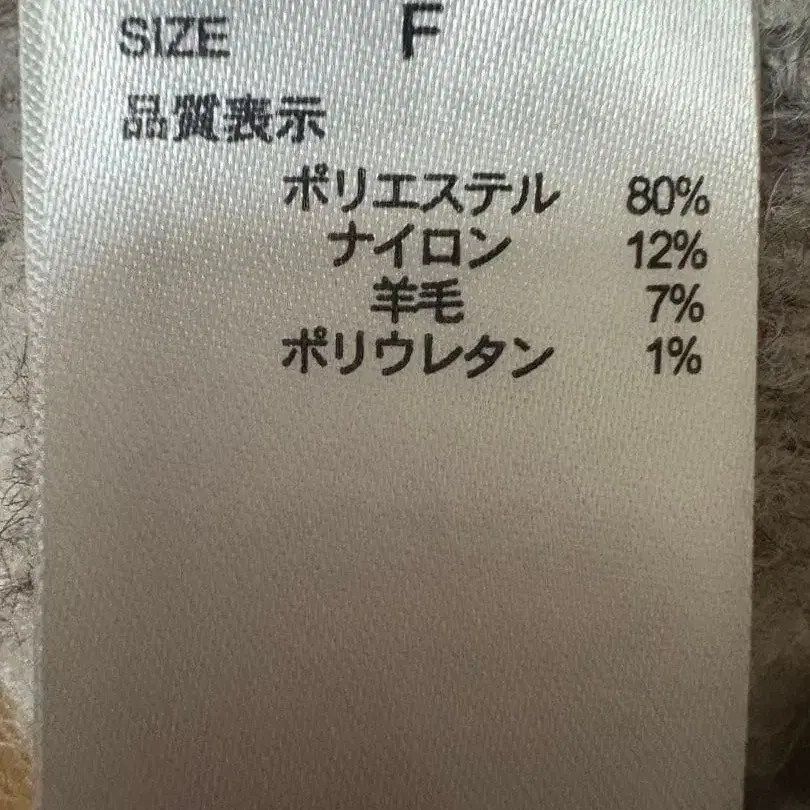 SIZE F
品質表示
ポリエステル 80%
ナイロン 12%
羊毛 7%
ポリウレタン 1%